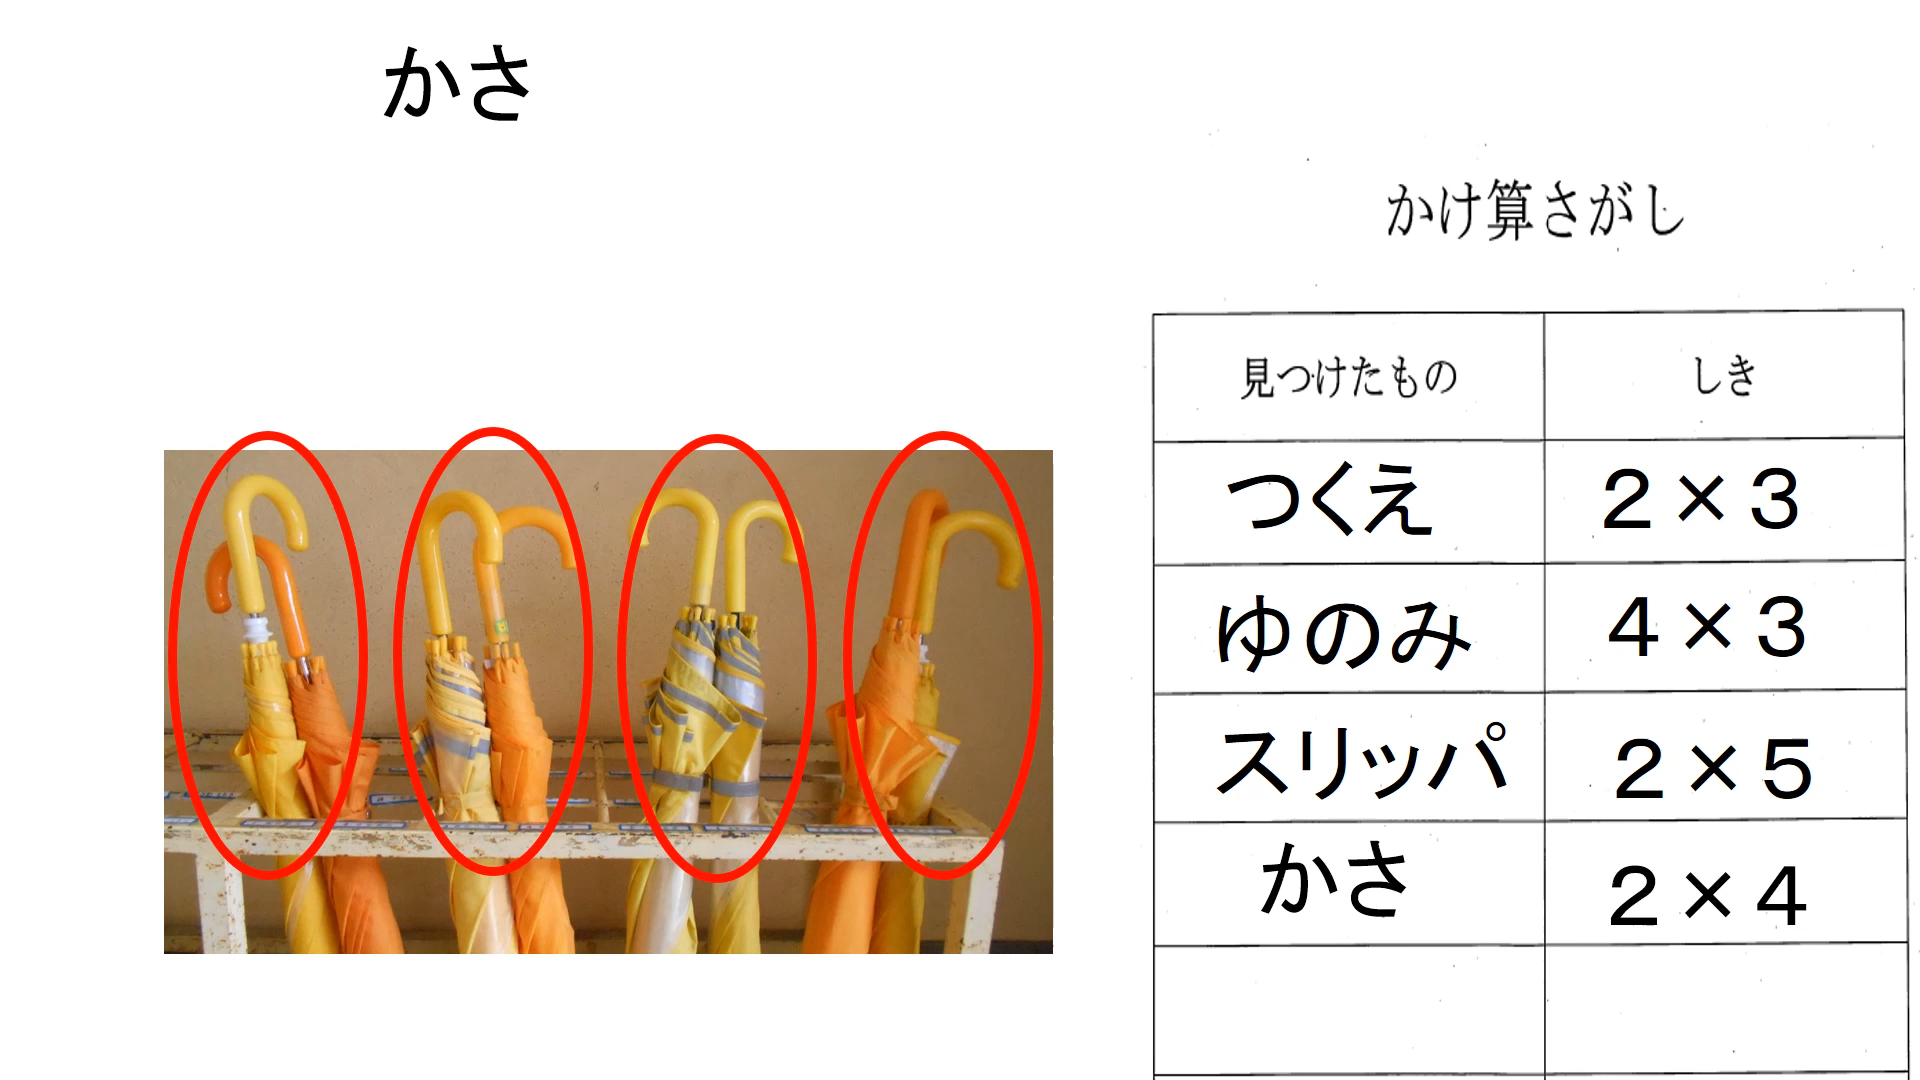 かさ
かけ算さがし
見つけたもの しき
つくえ ２×３
ゆのみ ４×３
スリッパ ２×５
かさ ２×４